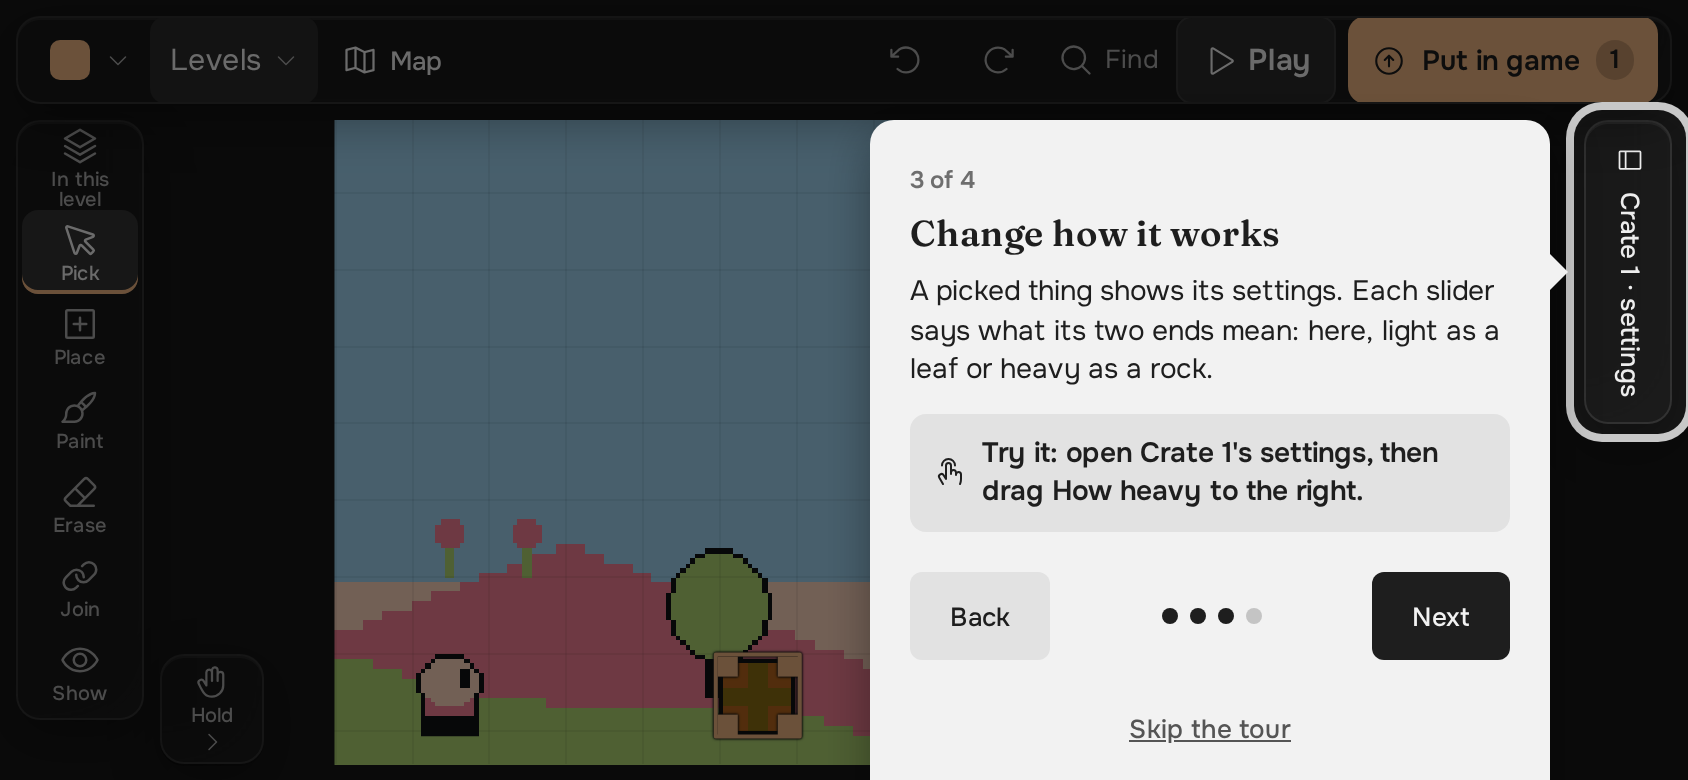 Levels
Map
Find
Play
Put in game
1
In this
level
Pick
Place
Paint
Erase
Join
Show
Hold
3 of 4
Change how it works
A picked thing shows its settings. Each slider
says what its two ends mean: here, light as a
leaf or heavy as a rock.
Try it: open Crate 1's settings, then
drag How heavy to the right.
Back
Next
Skip the tour
Crate 1 · settings